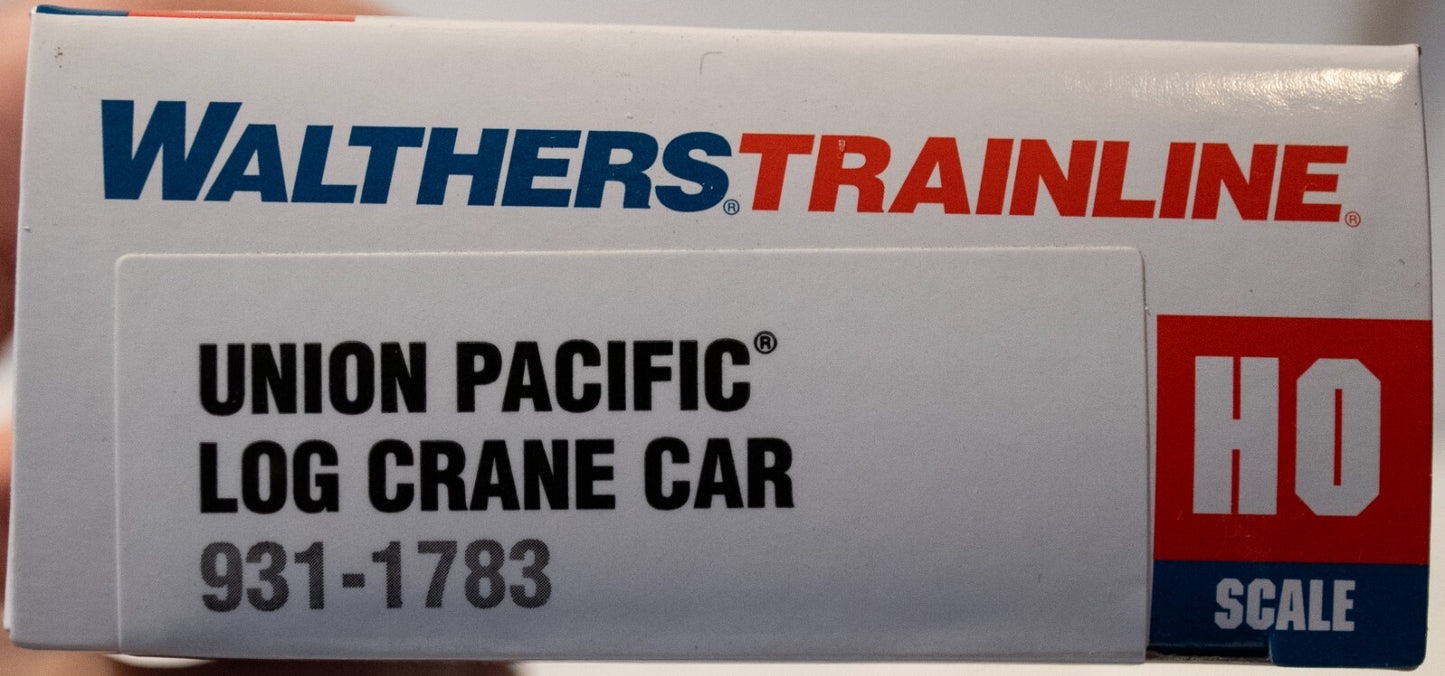 WALTHERS®TRAINLINE®
UNION PACIFIC®
LOG CRANE CAR
931-1783
HO
SCALE